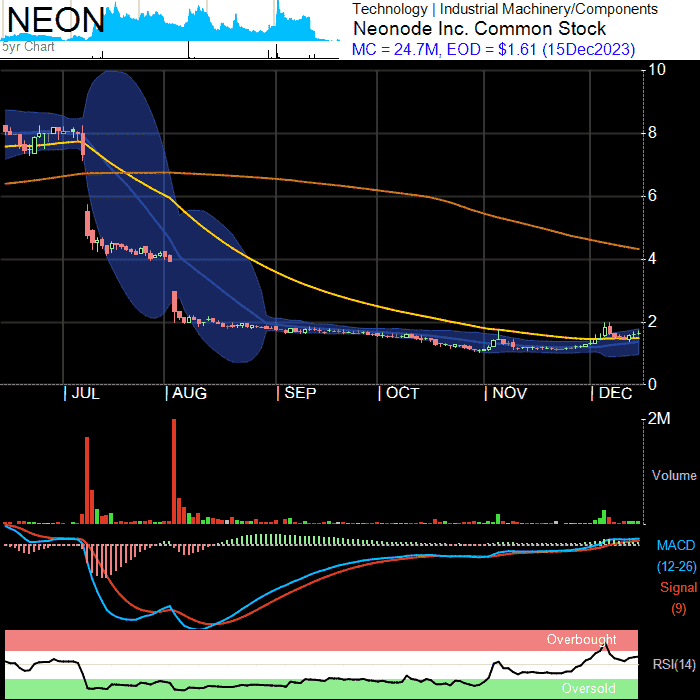 NEON
5yr Chart
Technology | Industrial Machinery/Components
Neonode Inc. Common Stock
MC = 24.7M, EOD = $1.61 (15Dec2023)
10
8
6
4
2
0
| JUL | AUG | SEP | OCT | NOV | DEC
2M
Volume
MACD
(12-26)
Signal
(9)
Overbought
RSI(14)
Oversold